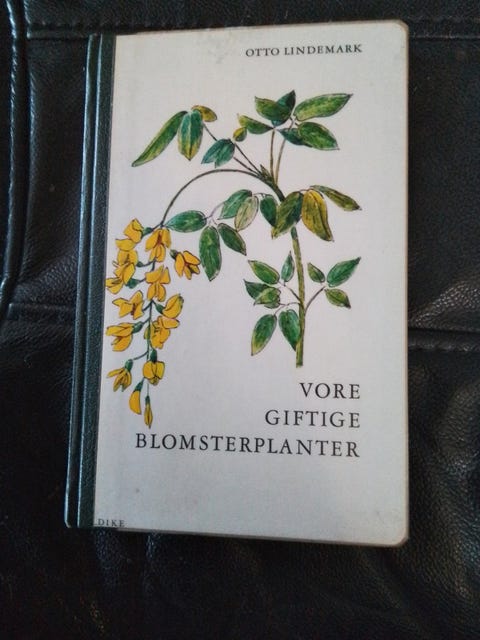 OTTO LINDEMARK
VORE
GIFTIGE
BLOMSTERPLANTER
DIKE